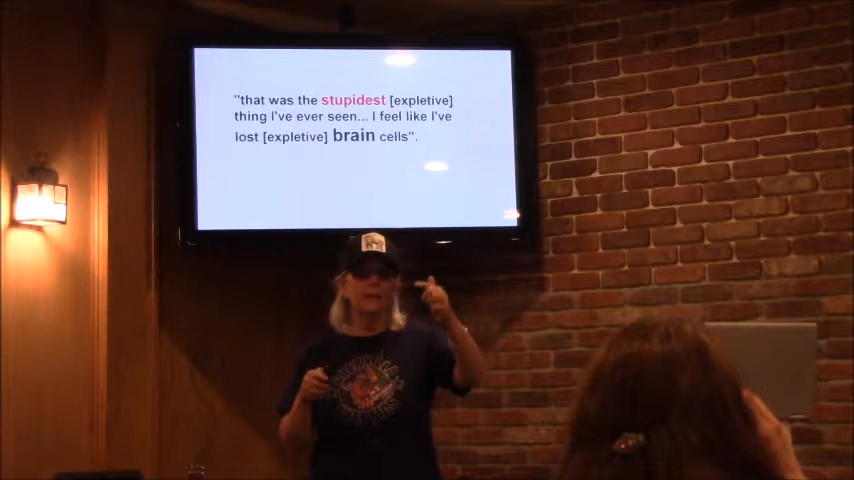 "that was the stupidest [expletive]
thing I've ever seen... I feel like I've
lost [expletive] brain cells".